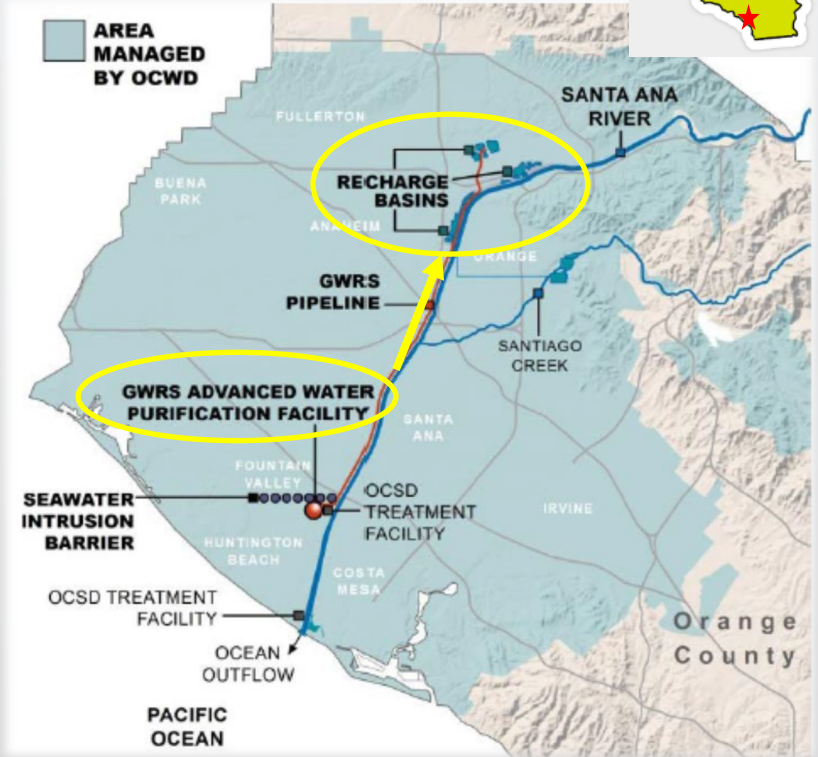 AREA
MANAGED
BY OCWD
SANTA ANA
RIVER
FULLERTON
RECHARGE
BASINS
BUENA
PARK
ANAHEIM
ORANGE
GWRS
PIPELINE
SANTIAGO
CREEK
GWRS ADVANCED WATER
PURIFICATION FACILITY
SANTA
ANA
FOUNTAIN
VALLEY
SEAWATER
INTRUSION
BARRIER
OCSD
TREATMENT
FACILITY
IRVINE
HUNTINGTON
BEACH
COSTA
MESA
OCSD TREATMENT
FACILITY
Orange
County
OCEAN
OUTFLOW
PACIFIC
OCEAN